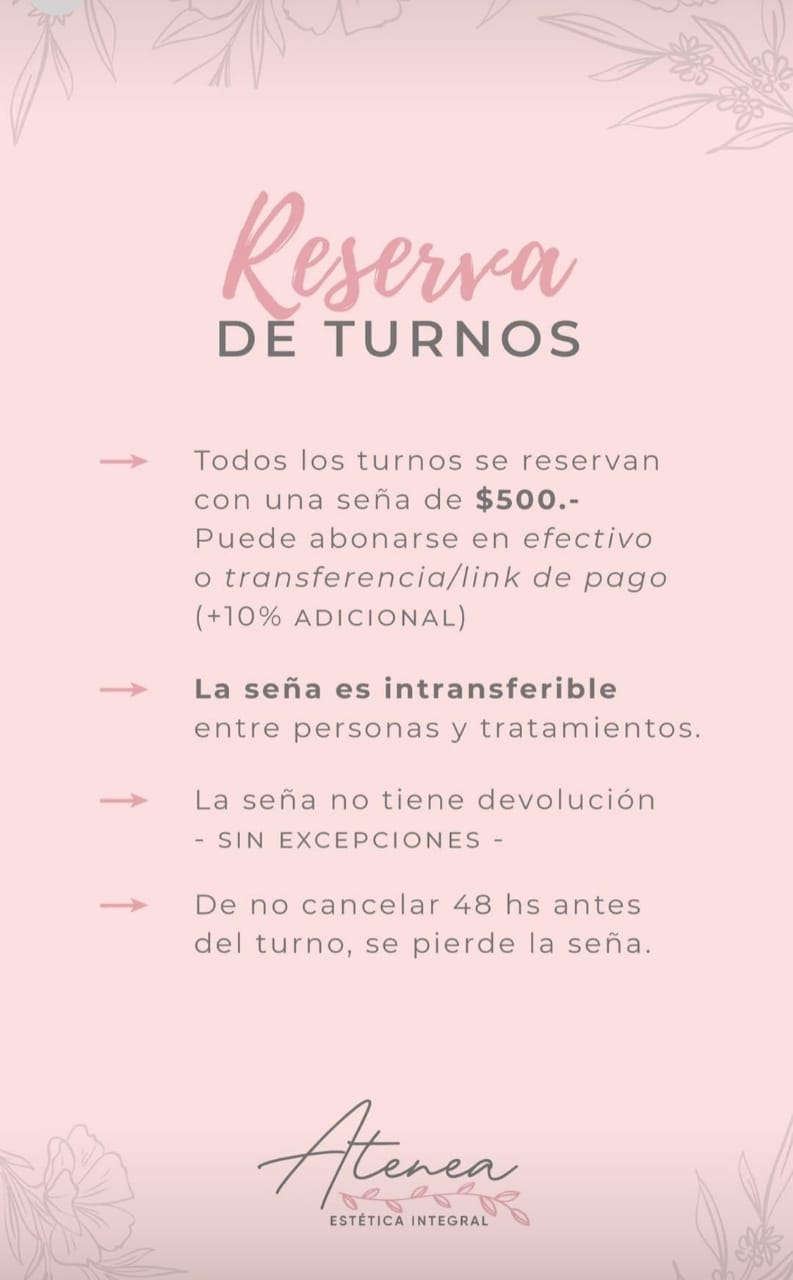 Reserva
DE TURNOS
Todos los turnos se reservan
con una seña de $500.-
Puede abonarse en efectivo
o transferencia/link de pago
(+10% ADICIONAL)
La seña es intransferible
entre personas y tratamientos.
La seña no tiene devolución
- SIN EXCEPCIONES -
De no cancelar 48 hs antes
del turno, se pierde la seña.
Atenea
ESTÉTICA INTEGRAL